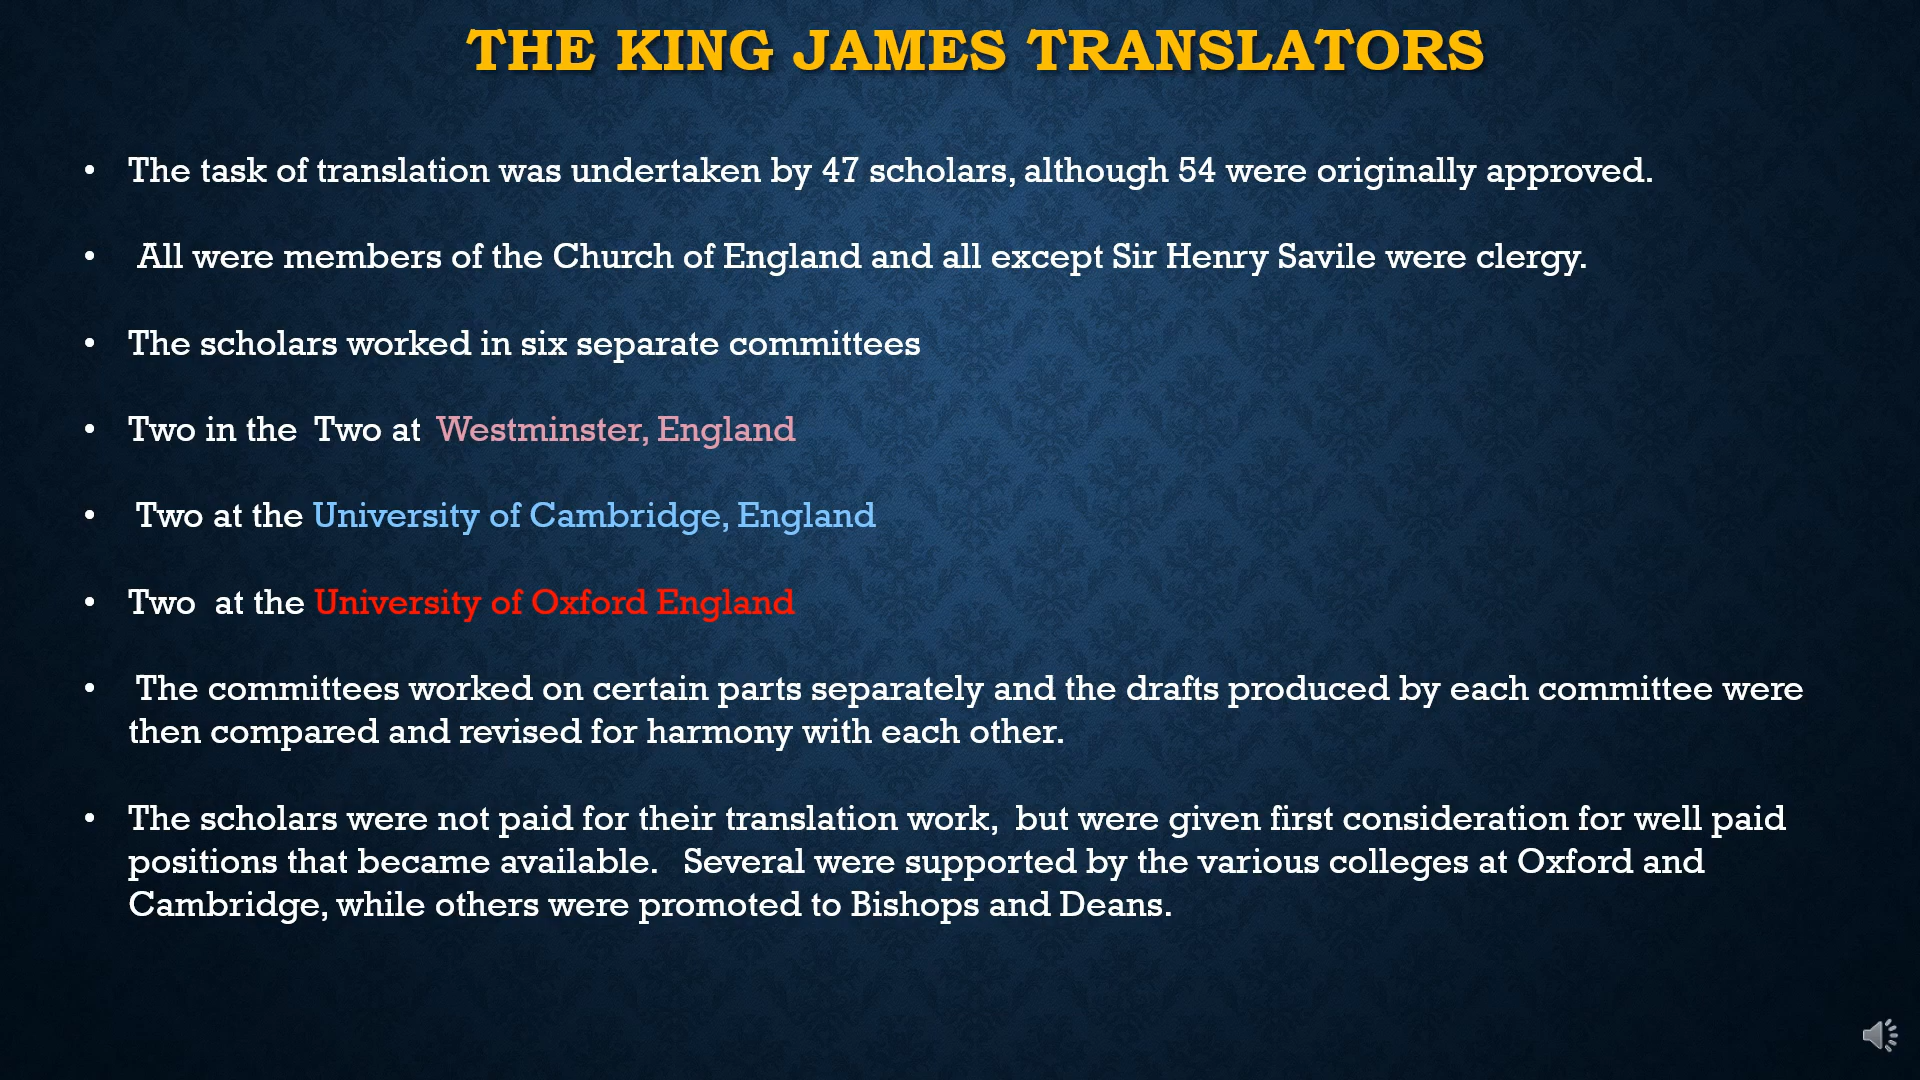 THE KING JAMES TRANSLATORS
• The task of translation was undertaken by 47 scholars, although 54 were originally approved.
• All were members of the Church of England and all except Sir Henry Savile were clergy.
• The scholars worked in six separate committees
• Two in the  Two at  Westminster, England
• Two at the University of Cambridge, England
• Two  at the University of Oxford England
• The committees worked on certain parts separately and the drafts produced by each committee were
then compared and revised for harmony with each other.
• The scholars were not paid for their translation work,  but were given first consideration for well paid
positions that became available.   Several were supported by the various colleges at Oxford and
Cambridge, while others were promoted to Bishops and Deans.